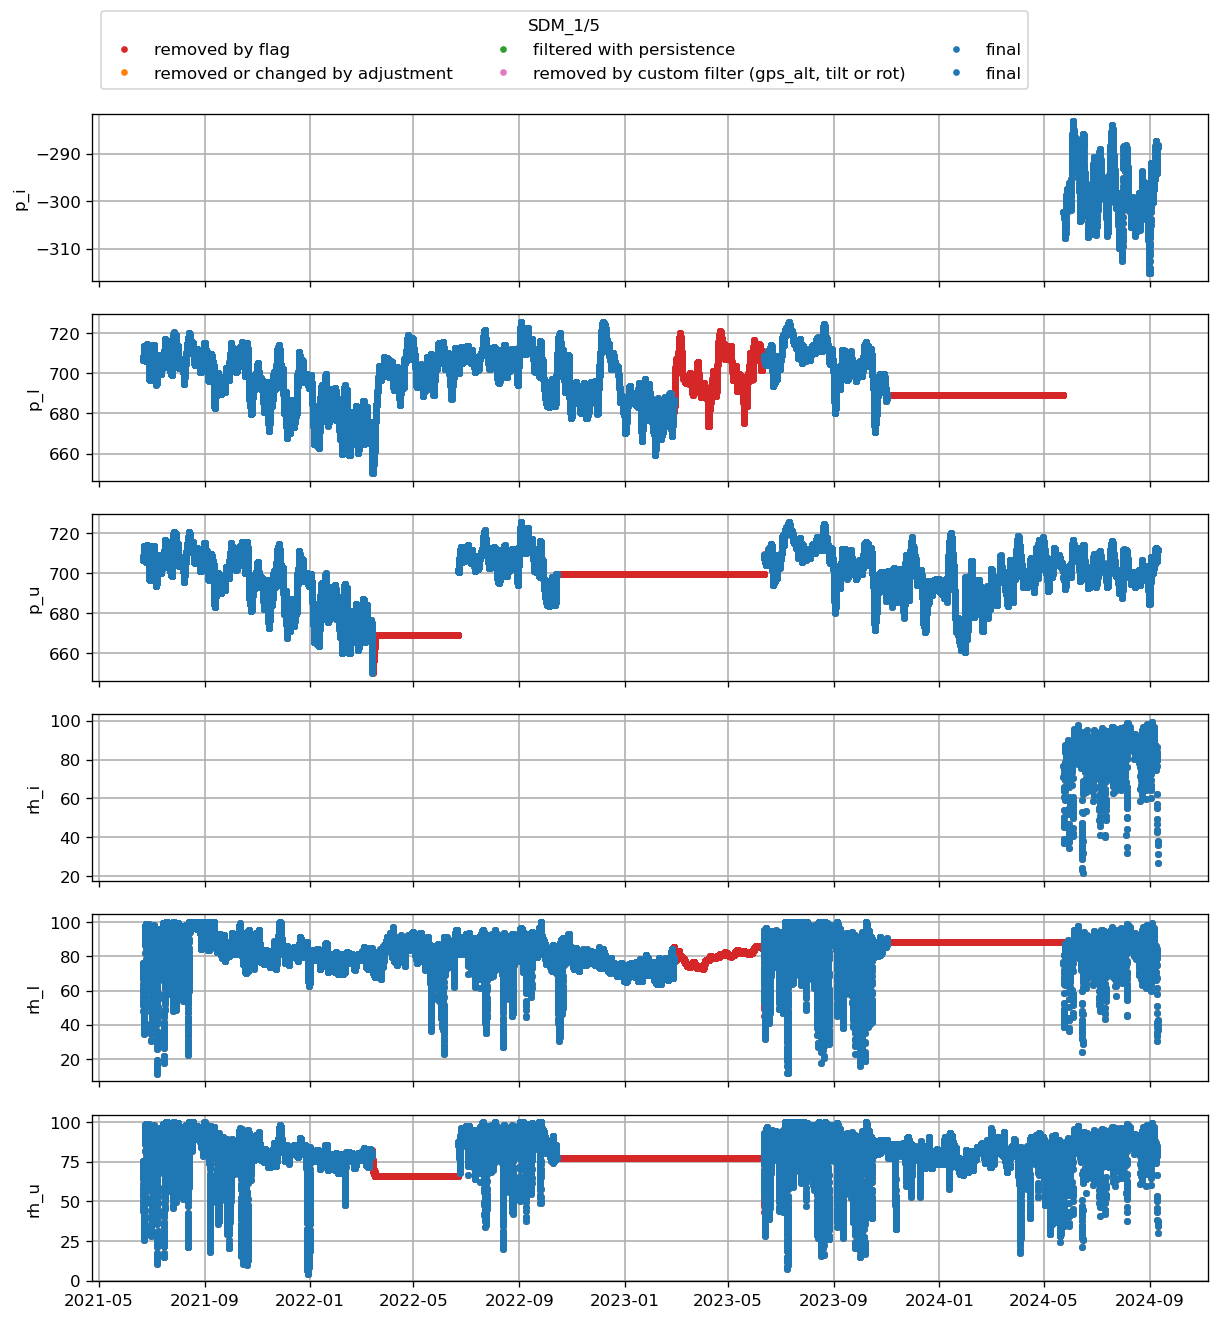 SDM_1/5
removed by flag
filtered with persistence
final
removed or changed by adjustment
removed by custom filter (gps_alt, tilt or rot)
final
−290
−300
−310
p_i
720
700
680
660
p_l
720
700
680
660
p_u
100
80
60
40
20
rh_i
100
80
60
40
20
rh_l
100
75
50
25
0
rh_u
2021-05
2021-09
2022-01
2022-05
2022-09
2023-01
2023-05
2023-09
2024-01
2024-05
2024-09